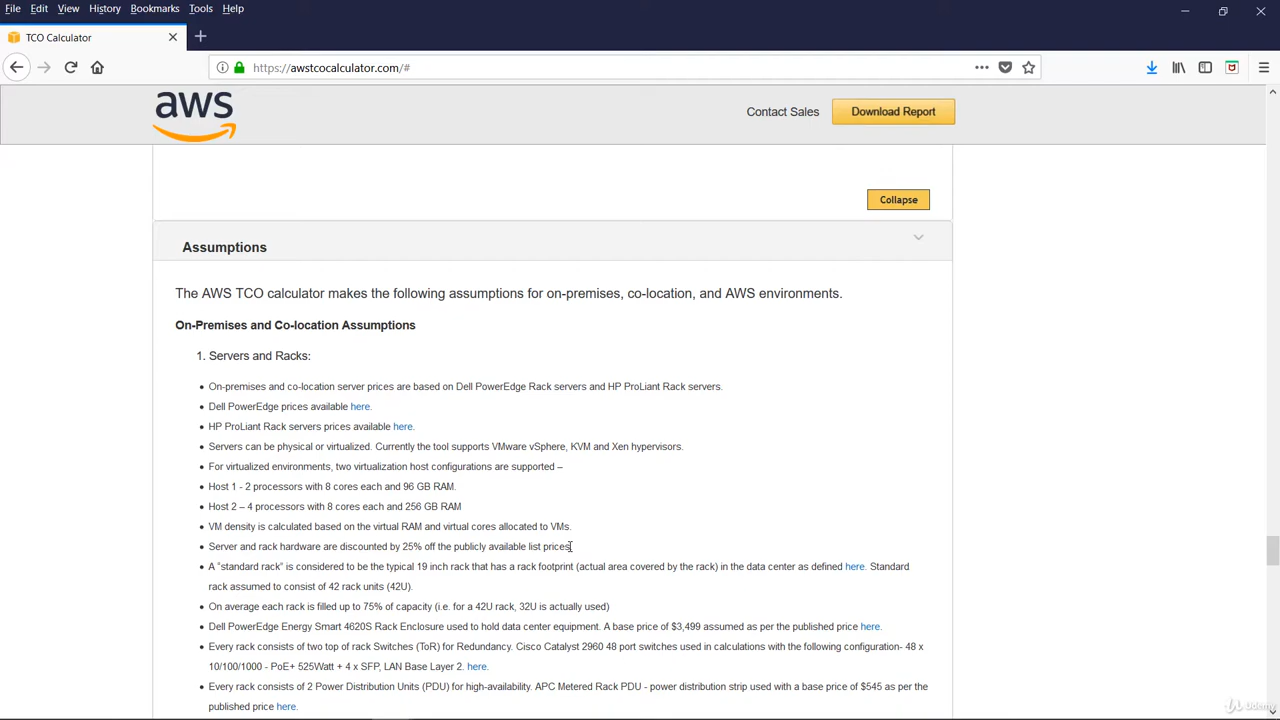 File Edit View History Bookmarks Tools Help
TCO Calculator
https://awstcocalculator.com/#
aws
Contact Sales
Download Report
Collapse
Assumptions
The AWS TCO calculator makes the following assumptions for on-premises, co-location, and AWS environments.
On-Premises and Co-location Assumptions
1. Servers and Racks:
• On-premises and co-location server prices are based on Dell PowerEdge Rack servers and HP ProLiant Rack servers.
• Dell PowerEdge prices available here.
• HP ProLiant Rack servers prices available here.
• Servers can be physical or virtualized. Currently the tool supports VMware vSphere, KVM and Xen hypervisors.
• For virtualized environments, two virtualization host configurations are supported –
• Host 1 - 2 processors with 8 cores each and 96 GB RAM.
• Host 2 – 4 processors with 8 cores each and 256 GB RAM
• VM density is calculated based on the virtual RAM and virtual cores allocated to VMs.
• Server and rack hardware are discounted by 25% off the publicly available list prices.
• A "standard rack" is considered to be the typical 19 inch rack that has a rack footprint (actual area covered by the rack) in the data center as defined here. Standard
rack assumed to consist of 42 rack units (42U).
• On average each rack is filled up to 75% of capacity (i.e. for a 42U rack, 32U is actually used)
• Dell PowerEdge Energy Smart 4620S Rack Enclosure used to hold data center equipment. A base price of $3,499 assumed as per the published price here.
• Every rack consists of two top of rack Switches (ToR) for Redundancy. Cisco Catalyst 2960 48 port switches used in calculations with the following configuration- 48 x
10/100/1000 - PoE+ 525Watt + 4 x SFP, LAN Base Layer 2. here.
• Every rack consists of 2 Power Distribution Units (PDU) for high-availability. APC Metered Rack PDU - power distribution strip used with a base price of $545 as per the
published price here.
Udemy